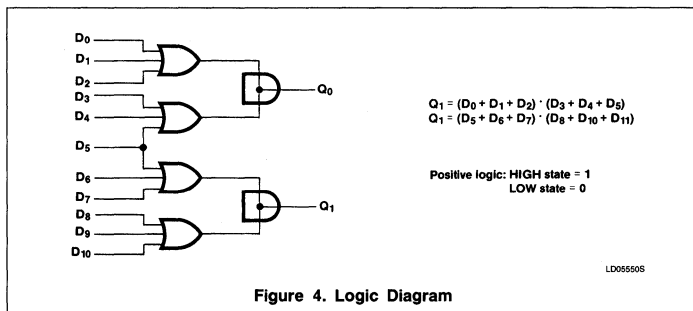 D0
D1
D2
D3
D4
D5
D6
D7
D8
D9
D10
Q0
Q1
Q1 = (D0 + D1 + D2) · (D3 + D4 + D5)
Q1 = (D5 + D6 + D7) · (D8 + D10 + D11)
Positive logic: HIGH state = 1
LOW state = 0
LD05550S
Figure 4. Logic Diagram